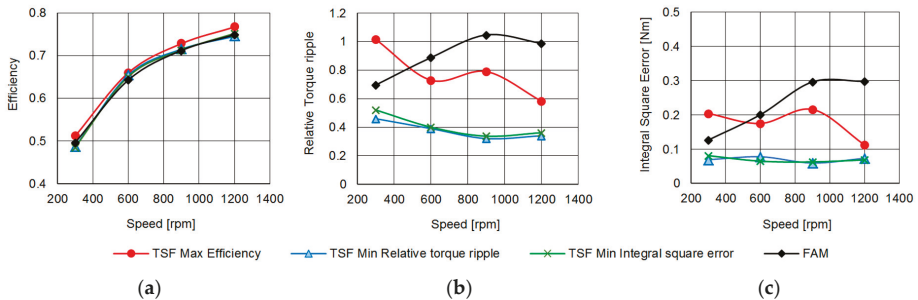 Efficiency
0.8
0.7
0.6
0.5
0.4
200 400 600 800 1000 1200 1400
Speed [rpm]
Relative Torque ripple
1.2
1
0.8
0.6
0.4
0.2
0
200 400 600 800 1000 1200 1400
Speed [rpm]
Integral Square Eerror [Nm]
0.5
0.4
0.3
0.2
0.1
0
200 400 600 800 1000 1200 1400
Speed [rpm]
TSF Max Efficiency TSF Min Relative torque ripple TSF Min Integral square error FAM
(a) (b) (c)